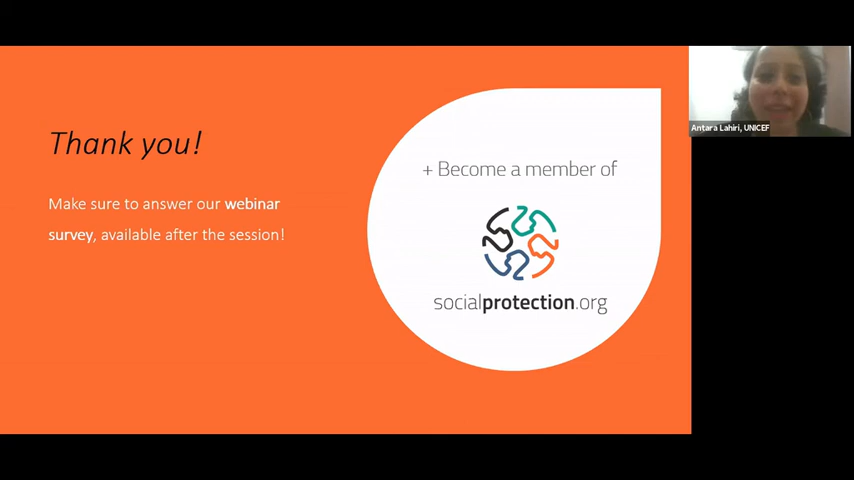 Thank you!
Make sure to answer our webinar
survey, available after the session!
+ Become a member of
socialprotection.org
Antara Lahiri, UNICEF